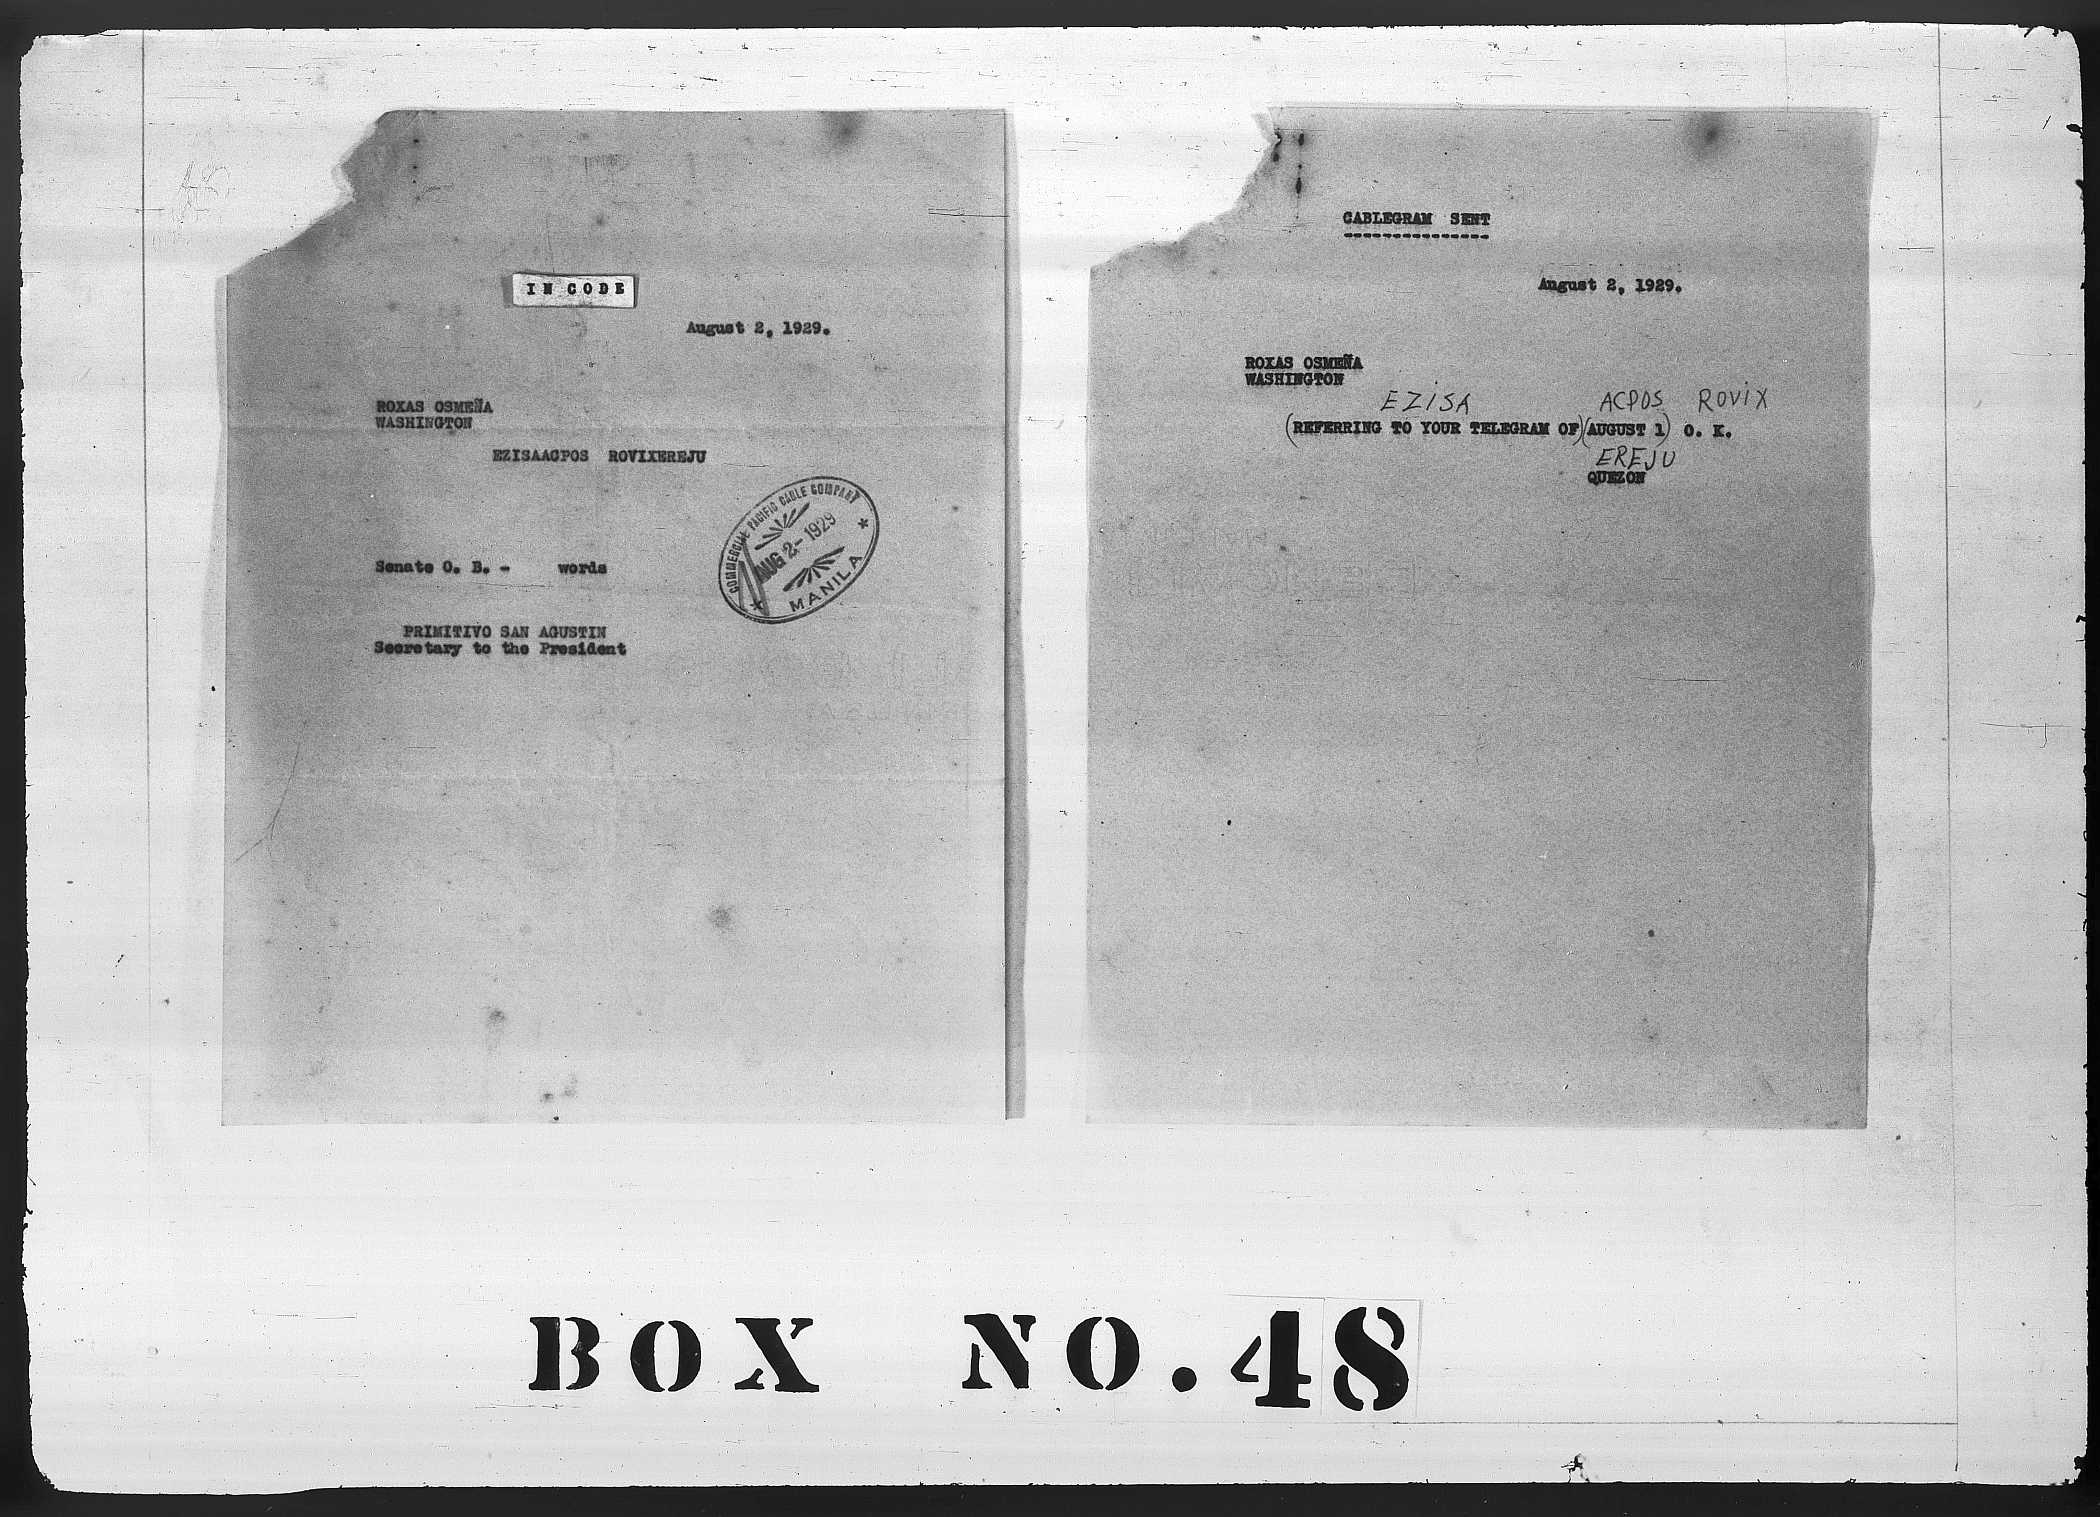 IN CODE
August 2, 1929.
ROXAS OSMEÑA
WASHINGTON
EZISAACPOS ROVIXEREJU
COMMERCIAL PACIFIC CABLE COMPANY
AUG 2 - 1929
MANILA
Senate O. B. - words
PRIMITIVO SAN AGUSTIN
Secretary to the President
CABLEGRAM SENT
August 2, 1929.
ROXAS OSMEÑA
WASHINGTON
EZISA ACPOS ROVIX
(REFERRING TO YOUR TELEGRAM OF)(AUGUST 1) O. K.
EREJU
QUEZON
BOX NO. 48